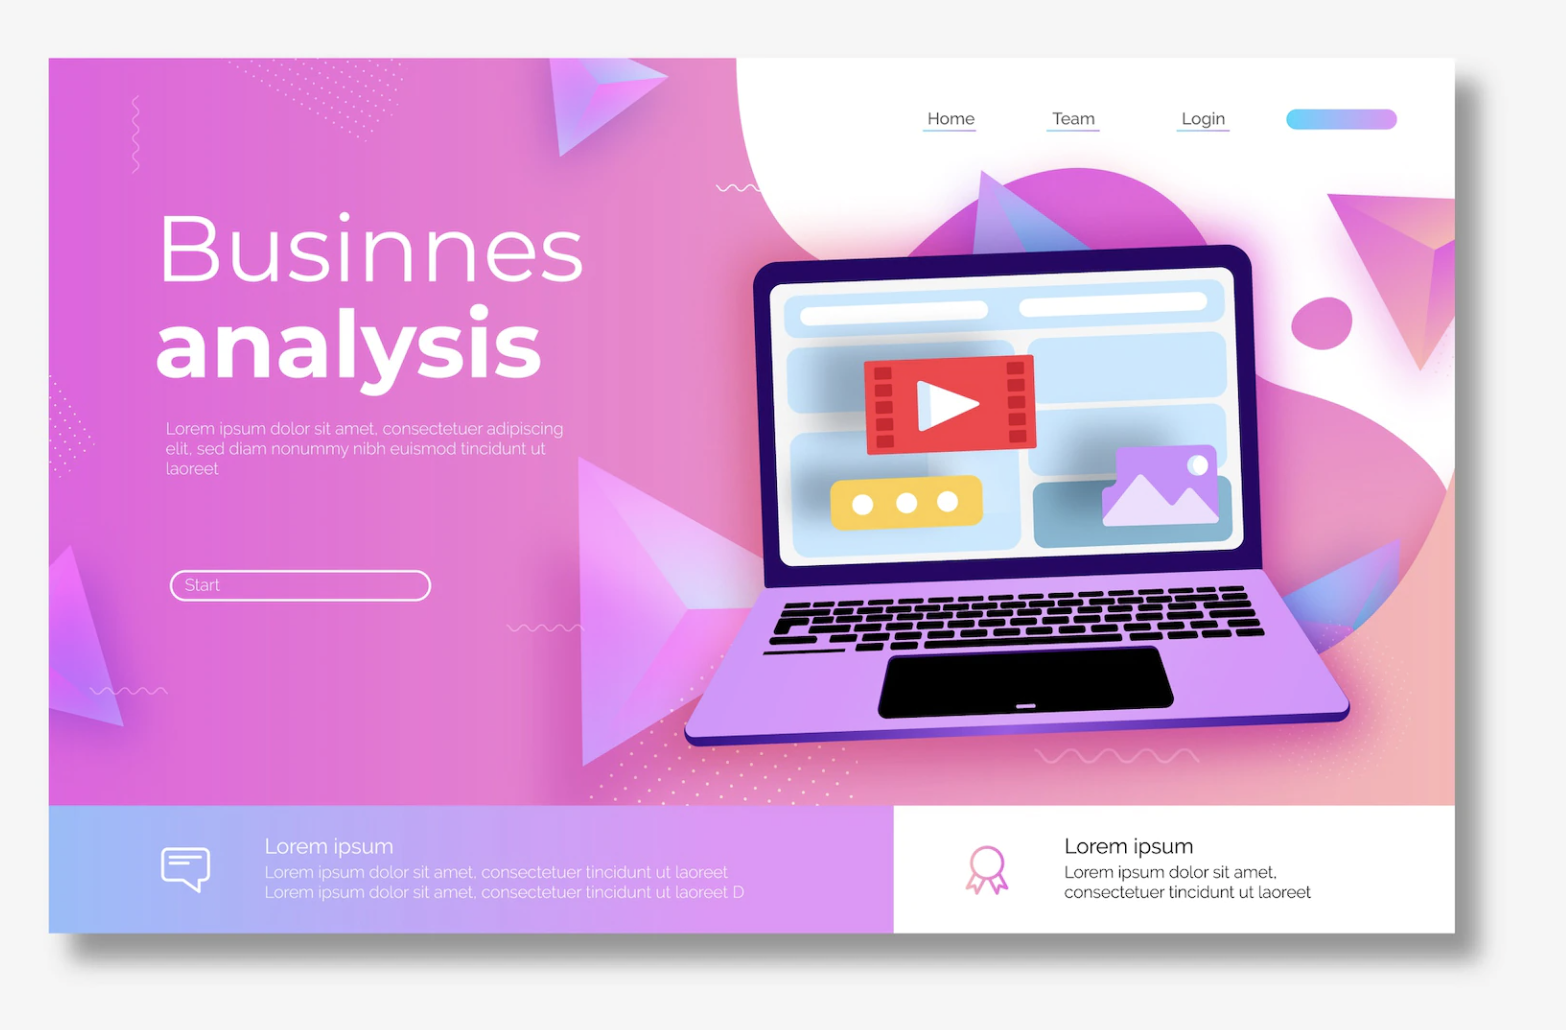 Home Team Login
Businnes
analysis
Lorem ipsum dolor sit amet, consectetuer adipiscing
elit, sed diam nonummy nibh euismod tincidunt ut
laoreet
Start
Lorem ipsum
Lorem ipsum dolor sit amet, consectetuer tincidunt ut laoreet
Lorem ipsum dolor sit amet, consectetuer tincidunt ut laoreet D
Lorem ipsum
Lorem ipsum dolor sit amet,
consectetuer tincidunt ut laoreet